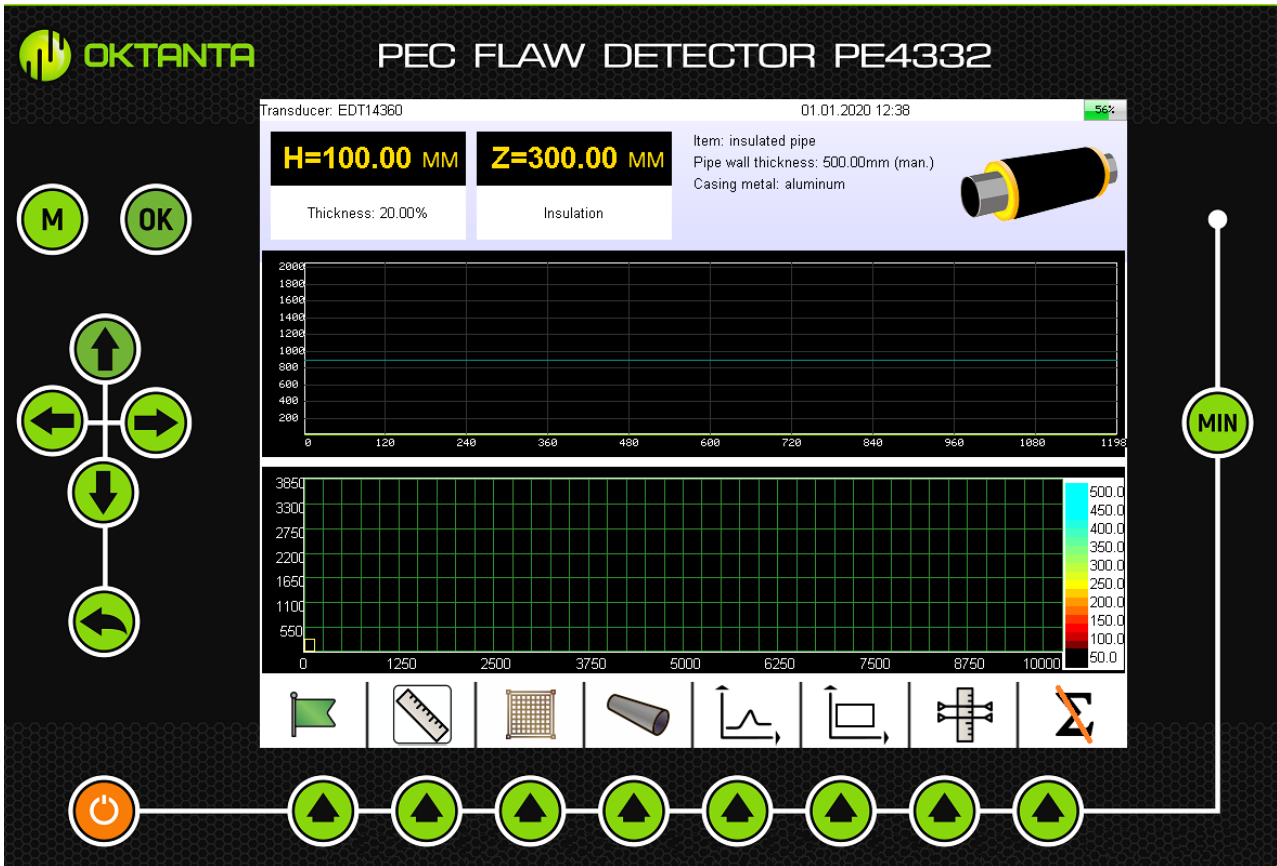 OKTANTA
PEC FLAW DETECTOR PE4332
Transducer: EDT14360
01.01.2020 12:38
56%
H=100.00 MM
Z=300.00 MM
Thickness: 20.00%
Insulation
Item: insulated pipe
Pipe wall thickness: 500.00mm (man.)
Casing metal: aluminum
M
OK
2000
1800
1600
1400
1200
1000
800
600
400
200
0 120 240 360 480 600 720 840 960 1080 1198
MIN
3850
3300
2750
2200
1650
1100
550
0 1250 2500 3750 5000 6250 7500 8750 10000
500.0
450.0
400.0
350.0
300.0
250.0
200.0
150.0
100.0
50.0
Σ